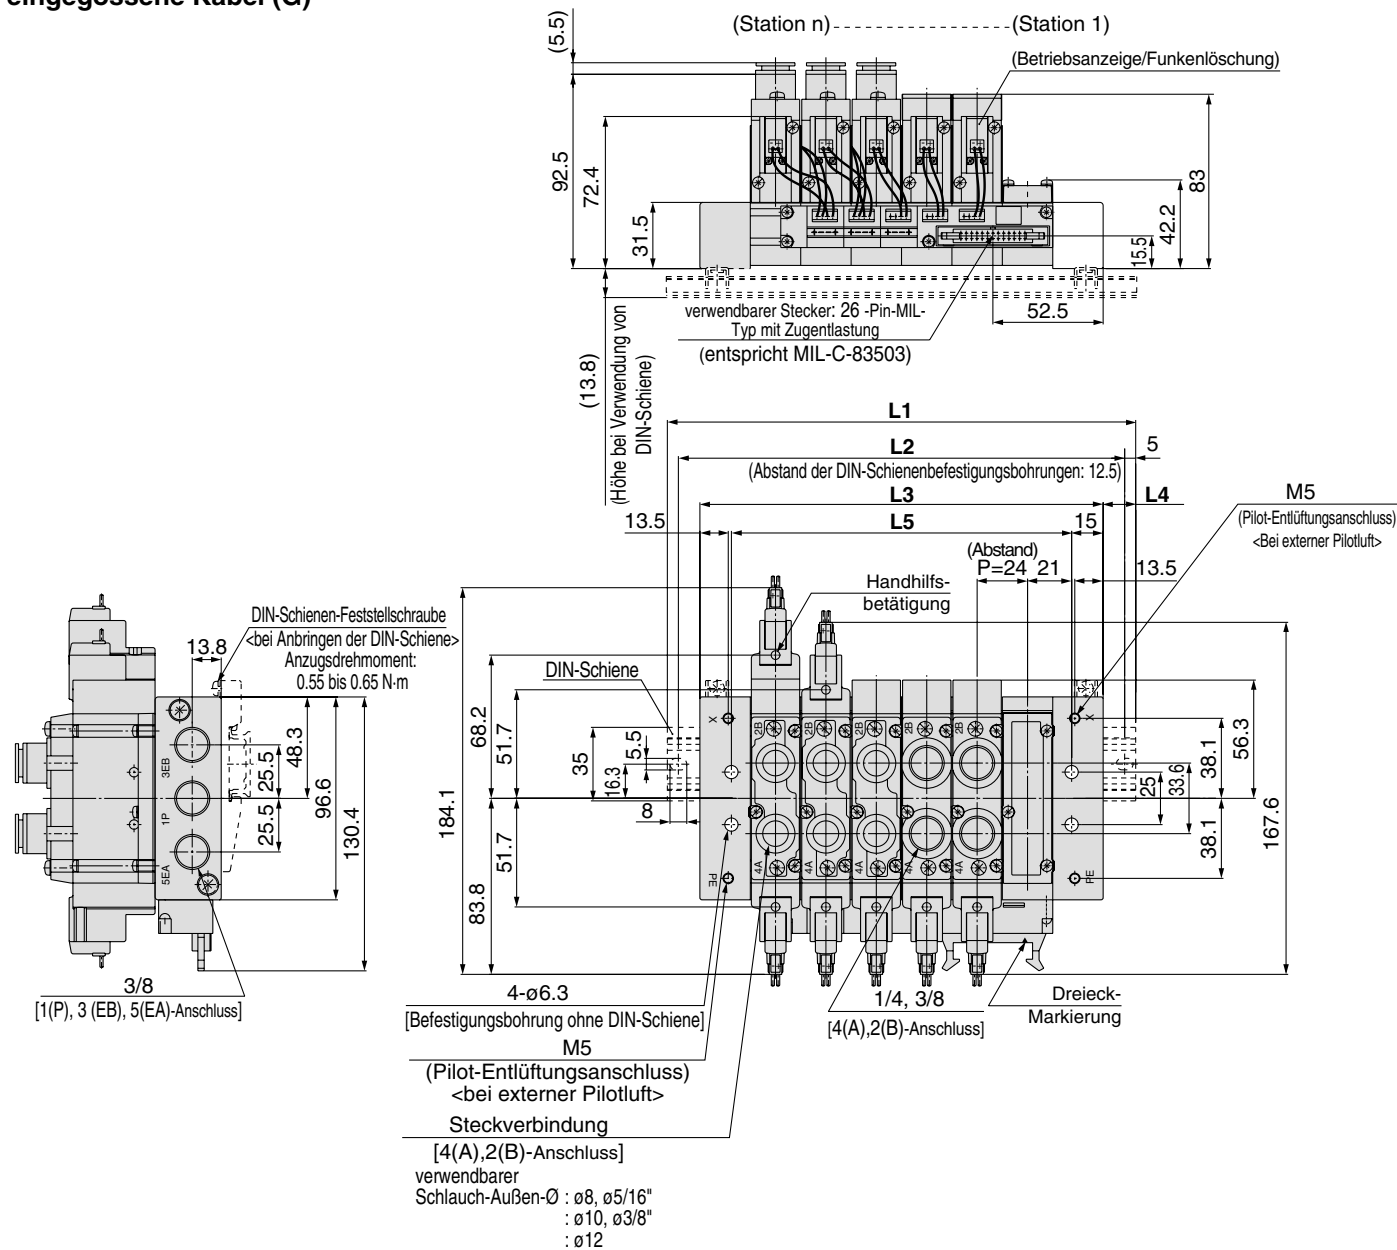 eingegossene Kabel (G)
(Station n)
(Station 1)
(Betriebsanzeige/Funkenlöschung)
(5.5)
92.5
72.4
31.5
83
42.2
15.5
52.5
(13.8)
(Höhe bei Verwendung von
DIN-Schiene)
verwendbarer Stecker: 26 -Pin-MIL-
Typ mit Zugentlastung
(entspricht MIL-C-83503)
L1
L2
5
(Abstand der DIN-Schienenbefestigungsbohrungen: 12.5)
L3
L4
13.5
L5
15
M5
(Pilot-Entlüftungsanschluss)
<Bei externer Pilotluft>
(Abstand)
P=24
21
13.5
Handhilfs-
betätigung
DIN-Schienen-Feststellschraube
<bei Anbringen der DIN-Schiene>
Anzugsdrehmoment:
0.55 bis 0.65 N·m
13.8
DIN-Schiene
48.3
25.5
25.5
96.6
130.4
3EB
1P
5EA
184.1
68.2
51.7
35
5.5
16.3
8
51.7
83.8
X
X
2B
2B
2B
2B
2B
4A
4A
4A
4A
4A
PE
PE
56.3
38.1
33.6
25
38.1
167.6
3/8
[1(P), 3 (EB), 5(EA)-Anschluss]
4-ø6.3
[Befestigungsbohrung ohne DIN-Schiene]
M5
(Pilot-Entlüftungsanschluss)
<bei externer Pilotluft>
1/4, 3/8
[4(A),2(B)-Anschluss]
Dreieck-
Markierung
Steckverbindung
[4(A),2(B)-Anschluss]
verwendbarer
Schlauch-Außen-Ø : ø8, ø5/16"
: ø10, ø3/8"
: ø12